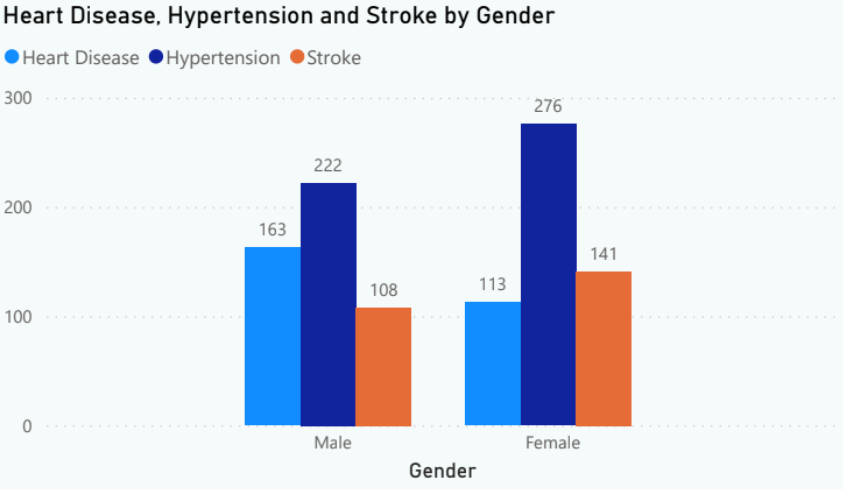 Heart Disease, Hypertension and Stroke by Gender
Heart Disease Hypertension Stroke
300
276
222
200
163
141
113
108
100
0
Male Female
Gender